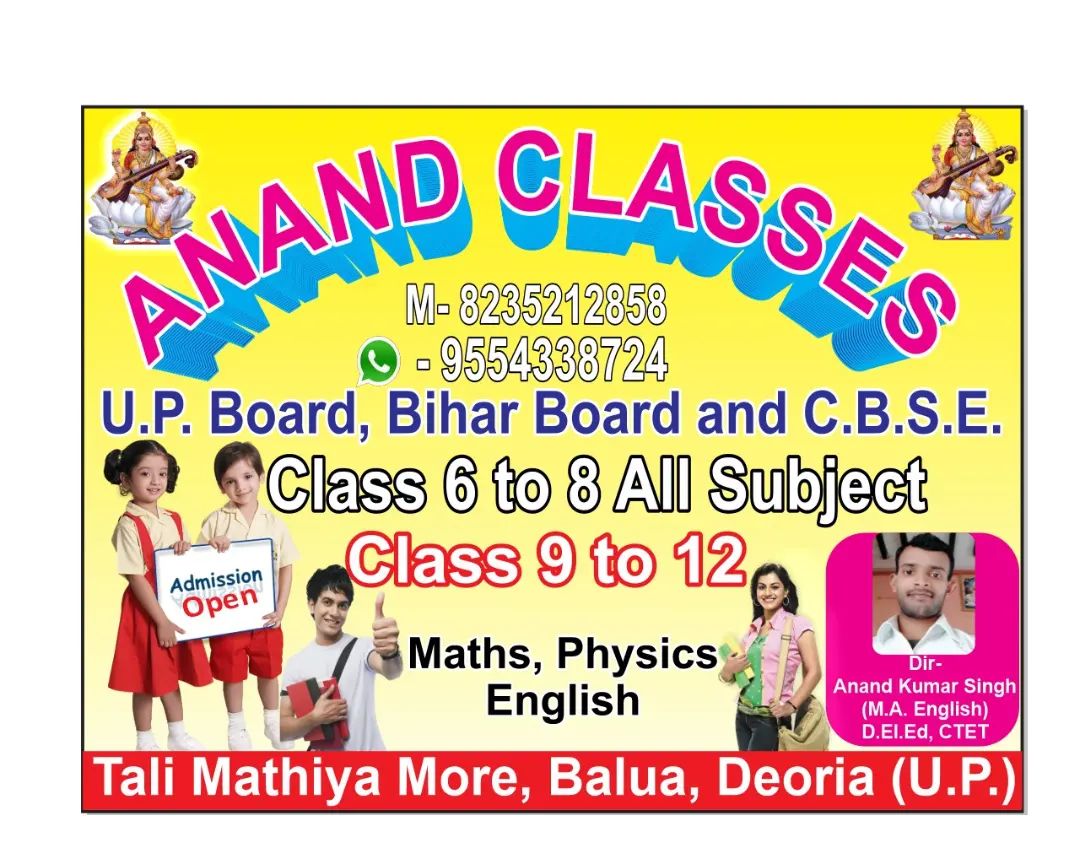 ANAND CLASSES
M- 8235212858
- 9554338724
U.P. Board, Bihar Board and C.B.S.E.
Class 6 to 8 All Subject
Class 9 to 12
Admission
Open
Maths, Physics
English
Dir-
Anand Kumar Singh
(M.A. English)
D.El.Ed, CTET
Tali Mathiya More, Balua, Deoria (U.P.)